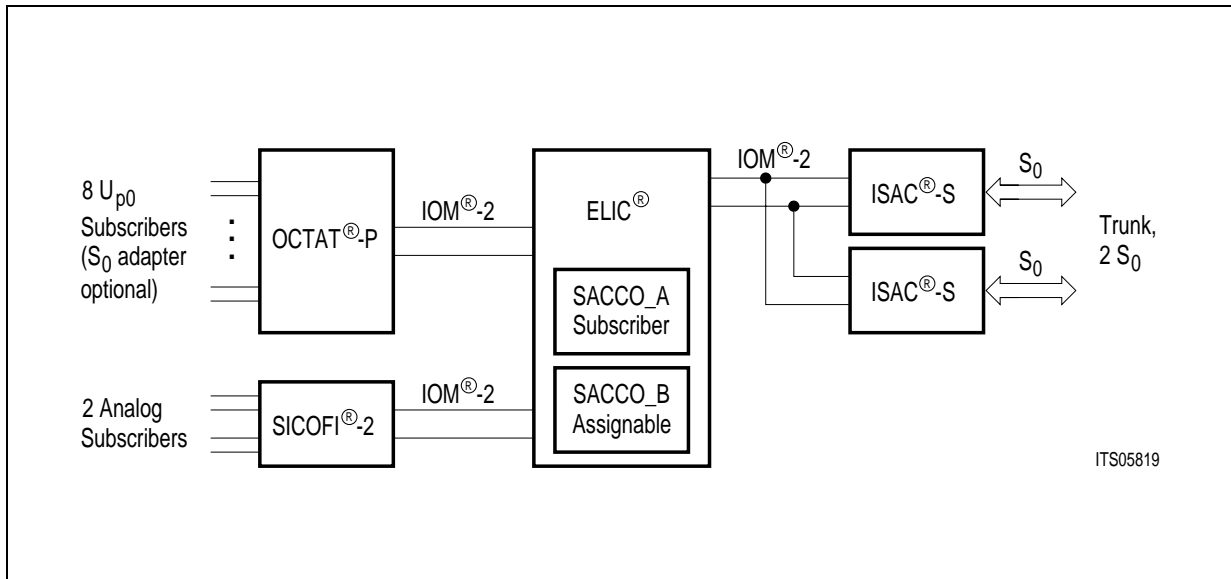 8 Up0
Subscribers
(S0 adapter
optional)
OCTAT®-P
IOM®-2
ELIC®
SACCO_A
Subscriber
SACCO_B
Assignable
IOM®-2
ISAC®-S
S0
ISAC®-S
S0
Trunk,
2 S0
2 Analog
Subscribers
SICOFI®-2
IOM®-2
ITS05819